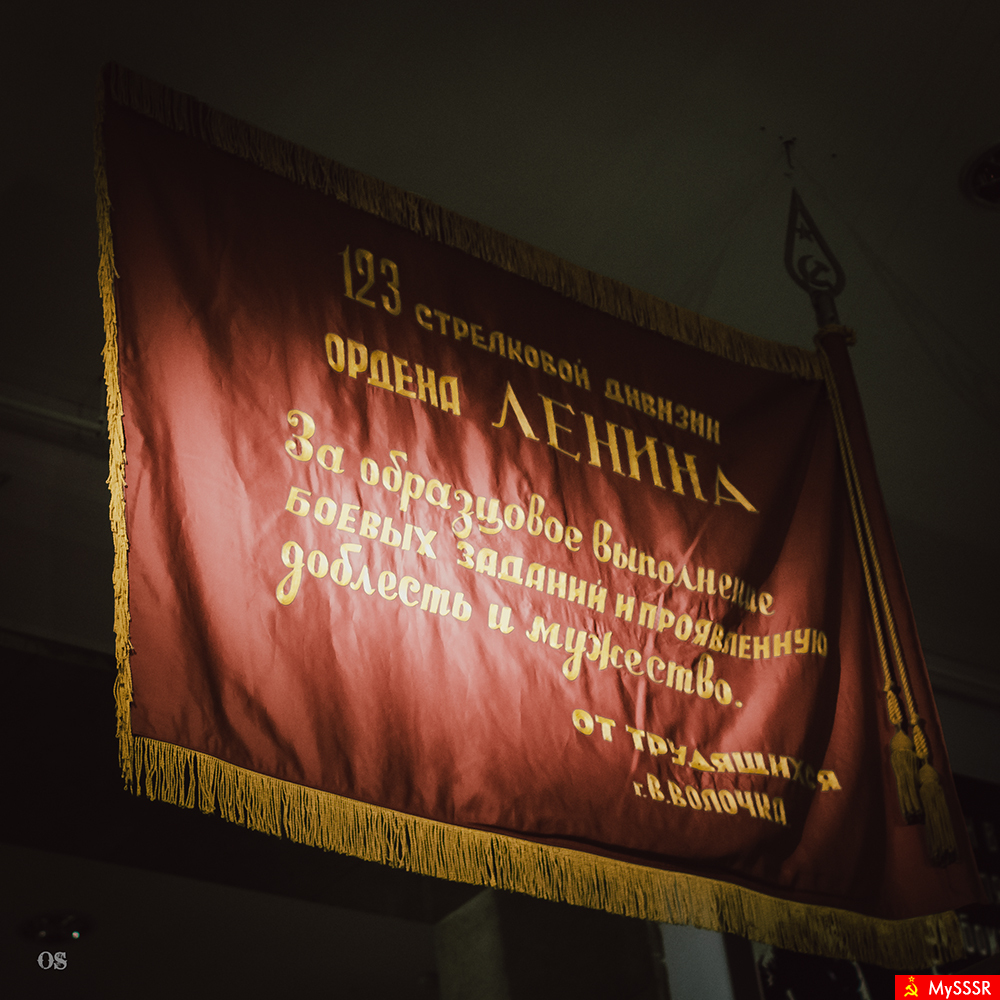 123 СТРЕЛКОВОЙ ДИВИЗИИ
ОРДЕНА ЛЕНИНА
За образцовое выполнение
БОЕВЫХ ЗАДАНИЙ И ПРОЯВЛЕННУЮ
доблесть и мужество.
ОТ ТРУДЯЩИХСЯ
г. В. ВОЛОЧКА
OS
MySSSR